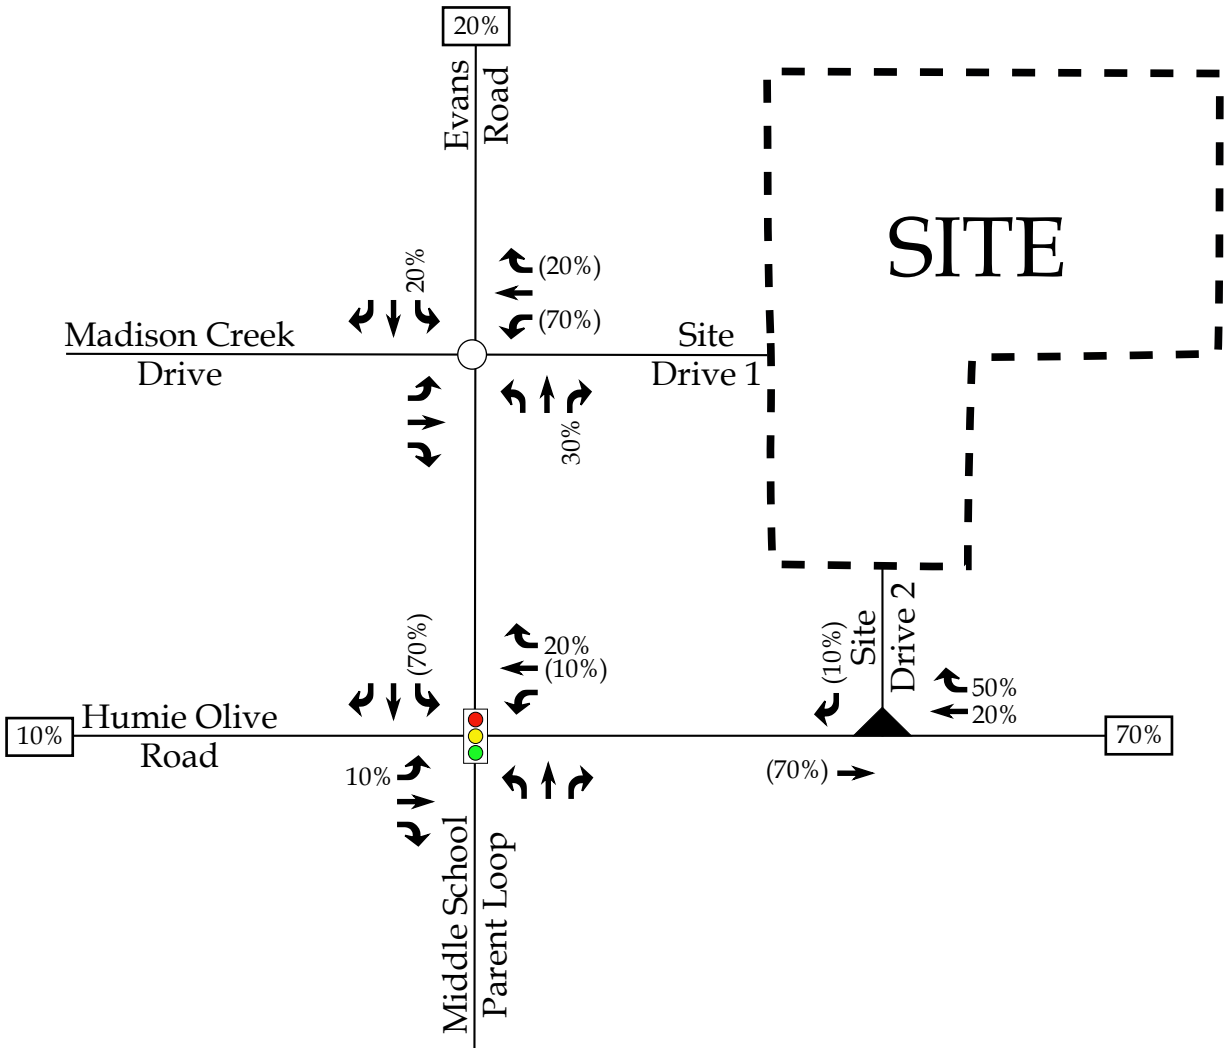 20%
Evans
Road
SITE
20%
(20%)
(70%)
Madison Creek
Drive
Site
Drive 1
30%
(70%)
20%
(10%)
(10%)
Site
Drive 2
50%
20%
10%
Humie Olive
Road
70%
10%
(70%)
Middle School
Parent Loop